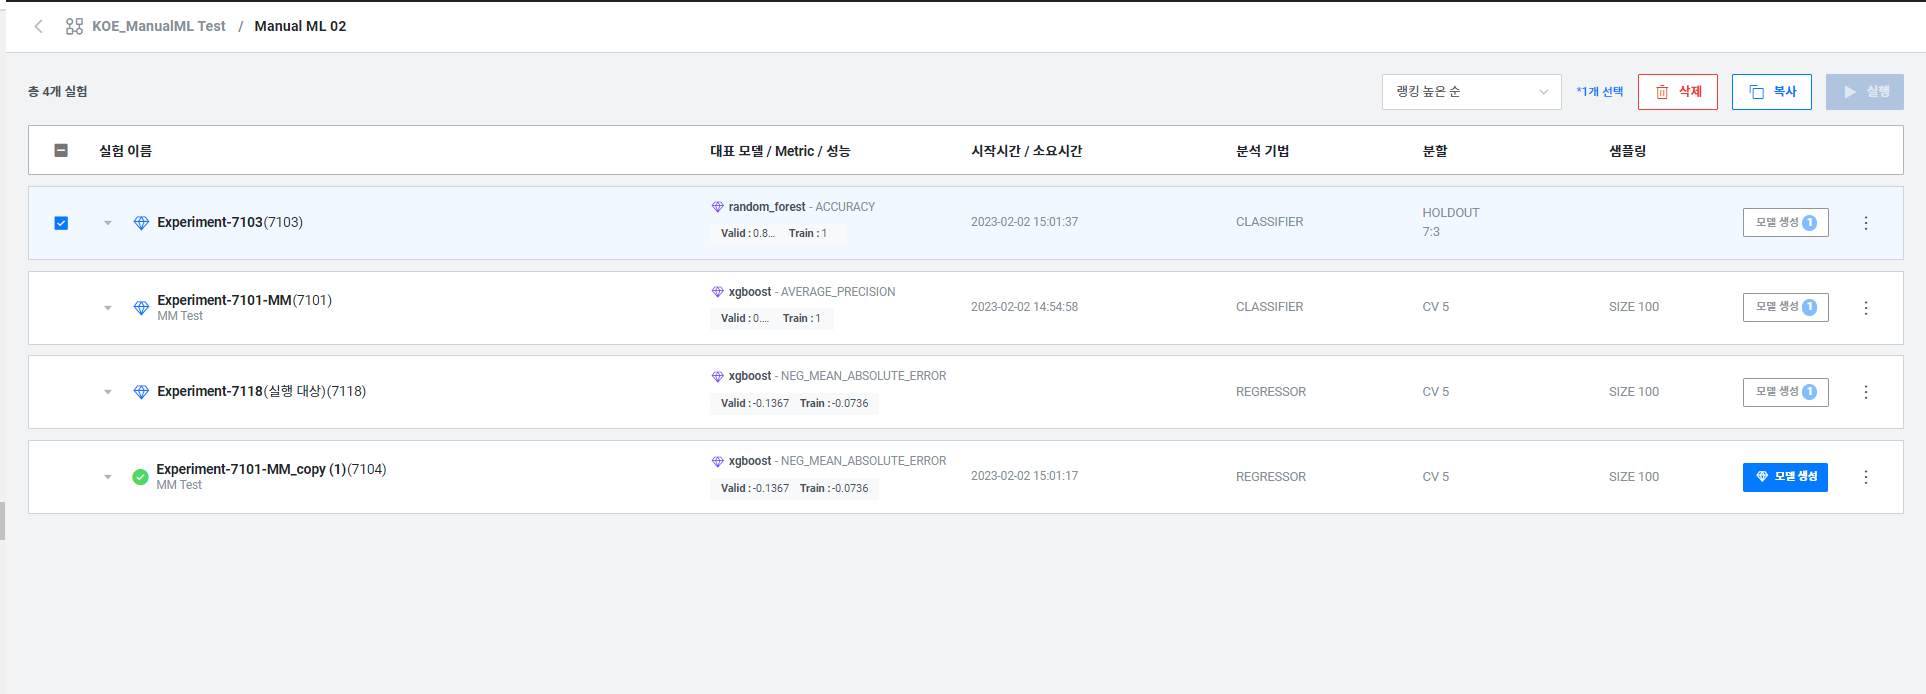 KOE_ManualML Test / Manual ML 02
총 4개 실험
랭킹 높은 순
*1개 선택
삭제
복사
실행
실험 이름
대표 모델 / Metric / 성능
시작시간 / 소요시간
분석 기법
분할
샘플링
Experiment-7103(7103)
random_forest - ACCURACY
Valid : 0.8... Train : 1
2023-02-02 15:01:37
CLASSIFIER
HOLDOUT
7:3
모델 생성 1
Experiment-7101-MM(7101)
MM Test
xgboost - AVERAGE_PRECISION
Valid : 0.... Train : 1
2023-02-02 14:54:58
CLASSIFIER
CV 5
SIZE 100
모델 생성 1
Experiment-7118(실행 대상)(7118)
xgboost - NEG_MEAN_ABSOLUTE_ERROR
Valid : -0.1367 Train : -0.0736
REGRESSOR
CV 5
SIZE 100
모델 생성 1
Experiment-7101-MM_copy (1)(7104)
MM Test
xgboost - NEG_MEAN_ABSOLUTE_ERROR
Valid : -0.1367 Train : -0.0736
2023-02-02 15:01:17
REGRESSOR
CV 5
SIZE 100
모델 생성